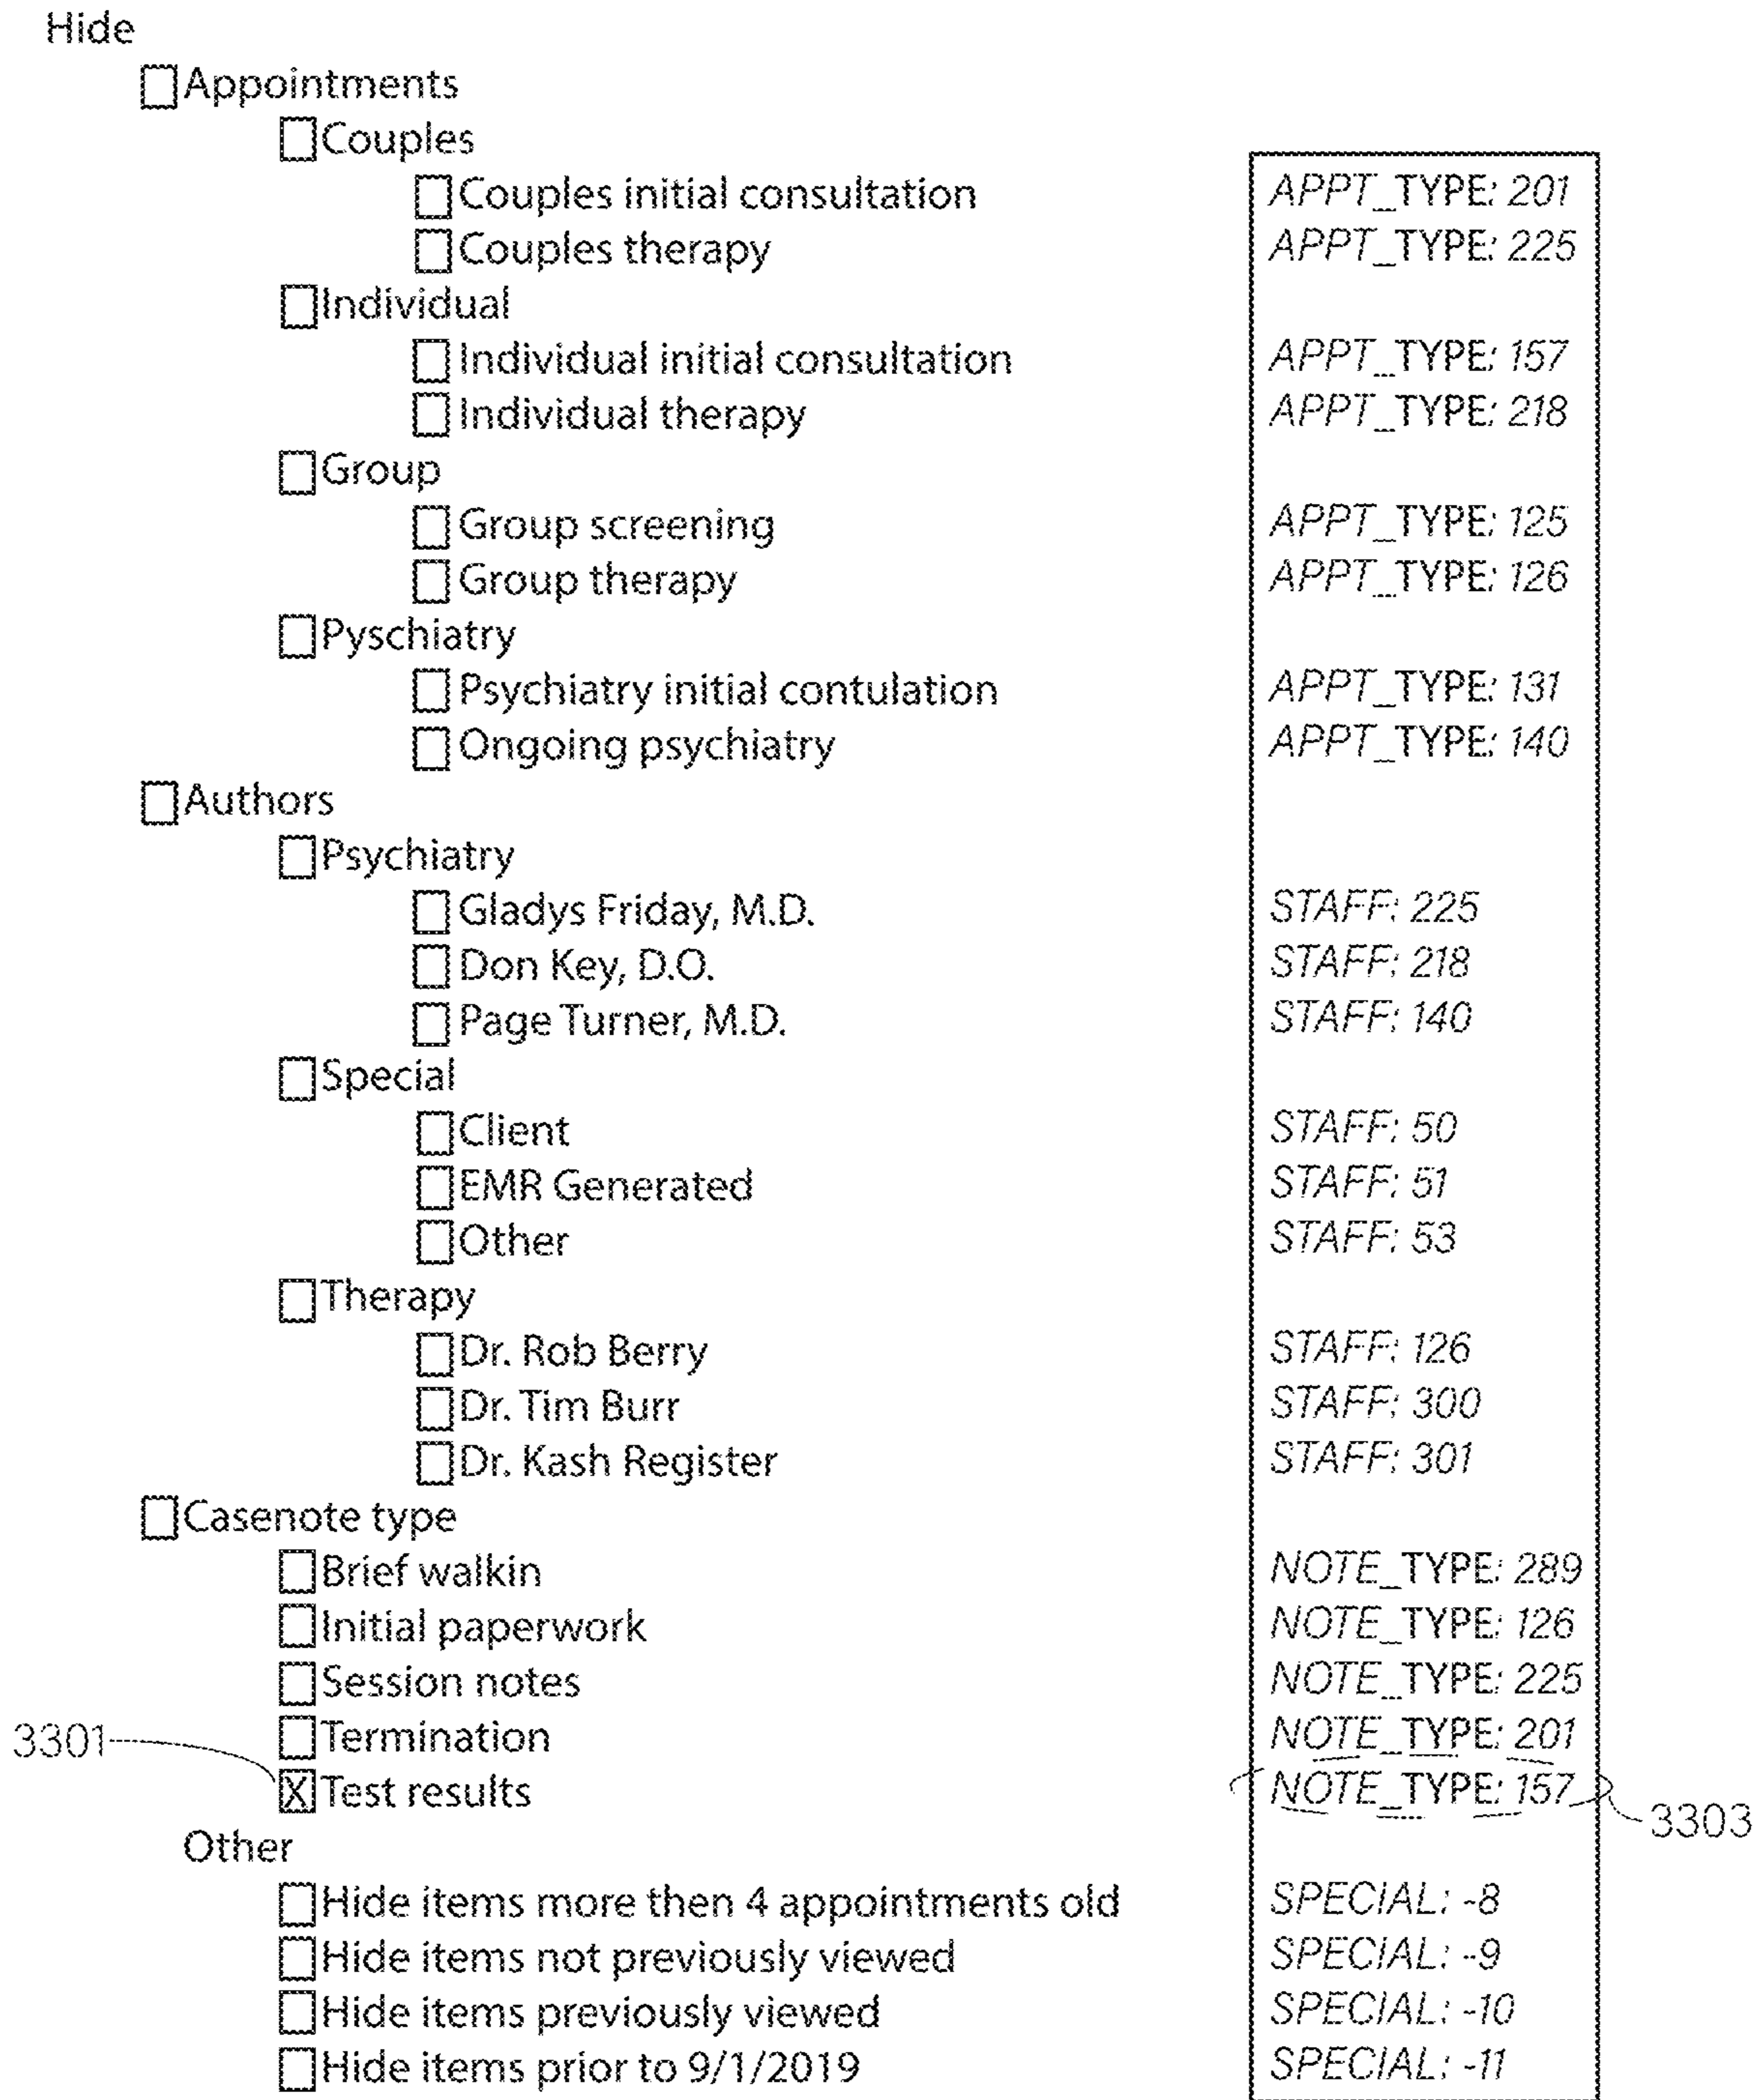 Hide
Appointments
Couples
Couples initial consultation APPT_TYPE: 201
Couples therapy APPT_TYPE: 225
Individual
Individual initial consultation APPT_TYPE: 157
Individual therapy APPT_TYPE: 218
Group
Group screening APPT_TYPE: 125
Group therapy APPT_TYPE: 126
Pyschiatry
Psychiatry initial contulation APPT_TYPE: 131
Ongoing psychiatry APPT_TYPE: 140
Authors
Psychiatry
Gladys Friday, M.D. STAFF: 225
Don Key, D.O. STAFF: 218
Page Turner, M.D. STAFF: 140
Special
Client STAFF: 50
EMR Generated STAFF: 51
Other STAFF: 53
Therapy
Dr. Rob Berry STAFF: 126
Dr. Tim Burr STAFF: 300
Dr. Kash Register STAFF: 301
Casenote type
Brief walkin NOTE_TYPE: 289
Initial paperwork NOTE_TYPE: 126
Session notes NOTE_TYPE: 225
3301 Termination NOTE_TYPE: 201
X Test results NOTE_TYPE: 157 3303
Other
Hide items more then 4 appointments old SPECIAL: -8
Hide items not previously viewed SPECIAL: -9
Hide items previously viewed SPECIAL: -10
Hide items prior to 9/1/2019 SPECIAL: -11